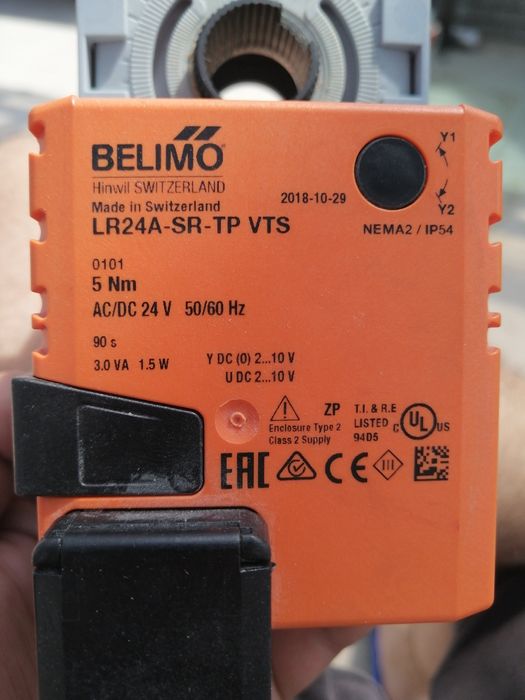 BELIMO
Hinwil SWITZERLAND
Made in Switzerland
2018-10-29
LR24A-SR-TP VTS
Y1
Y2
NEMA2 / IP54
0101
5 Nm
AC/DC 24 V 50/60 Hz
90 s
3.0 VA 1.5 W
Y DC (0) 2...10 V
U DC 2...10 V
ZP
Enclosure Type 2
Class 2 Supply
T.I. & R.E
LISTED
94D5
C UL US
EAC
CE
III